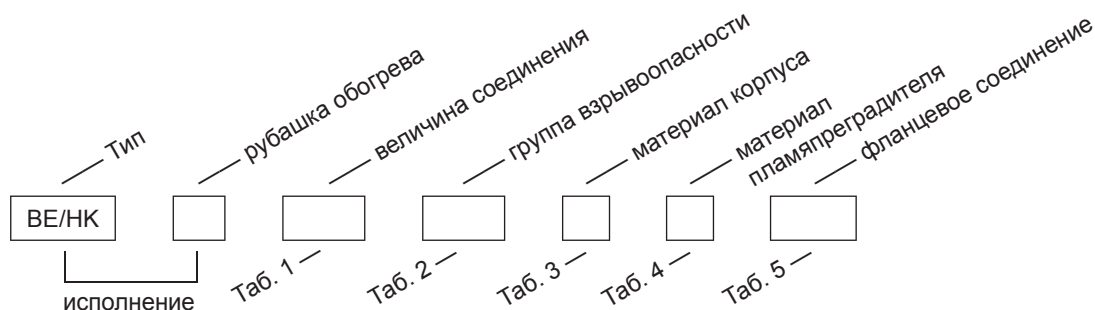 Тип
рубашка обогрева
величина соединения
группа взрывоопасности
материал корпуса
материал
пламяпреградителя
фланцевое соединение
BE/HK
Таб. 1
Таб. 2
Таб. 3
Таб. 4
Таб. 5
исполнение